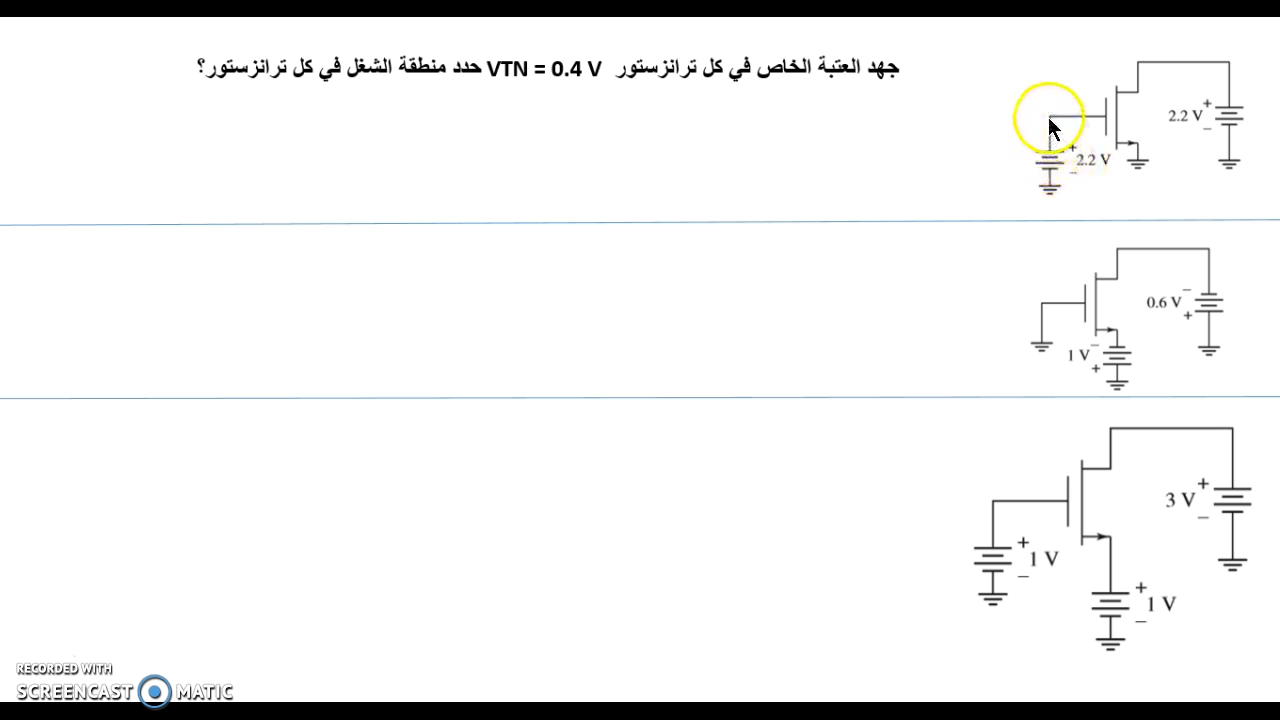 جهد العتبة الخاص في كل ترانزستور VTN = 0.4 V حدد منطقة الشغل في كل ترانزستور؟
2.2 V
+
−
+
2.2 V
−
0.6 V
−
+
1 V
−
+
3 V
+
−
+
1 V
−
+
1 V
−
RECORDED WITH
SCREENCAST MATIC